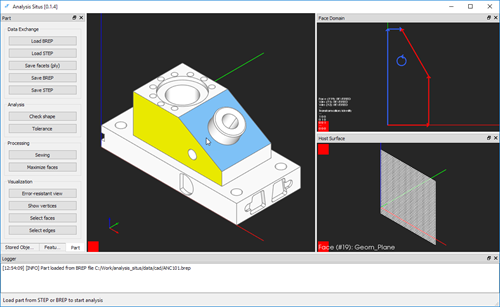 Analysis Situs [0.1.4]
Part
Data Exchange
Load BREP
Load STEP
Save facets (ply)
Save BREP
Save STEP
Analysis
Check shape
Tolerance
Processing
Sewing
Maximize faces
Visualization
Error-resistant view
Show vertices
Select faces
Select edges
Stored Obje...
Featu...
Part
Face Domain
Host Surface
Face (#19): Geom_Plane
Logger
[12:54:09] [INFO] Part loaded from BREP file C:/Work/analysis_situs/data/cad/ANC101.brep
Load part from STEP or BREP to start analysis